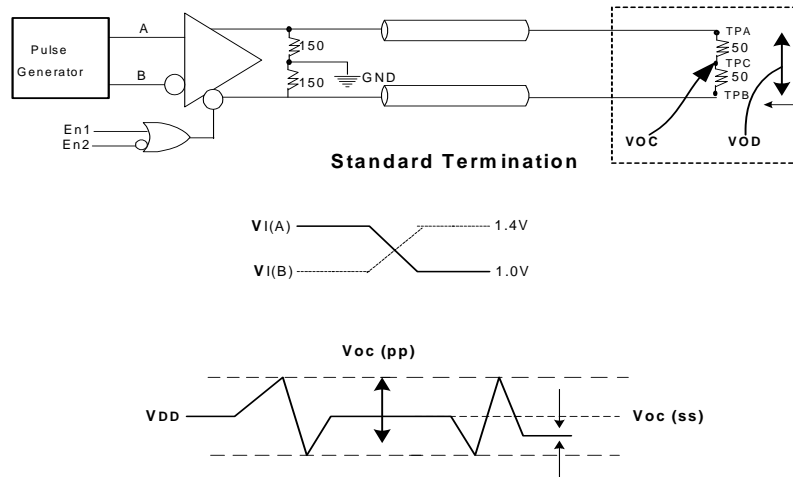 Pulse
Generator
A
B
En1
En2
150
150
GND
TPA
50
TPC
50
TPB
VOC
VOD
Standard Termination
VI(A)
1.4V
VI(B)
1.0V
Voc (pp)
VDD
Voc (ss)